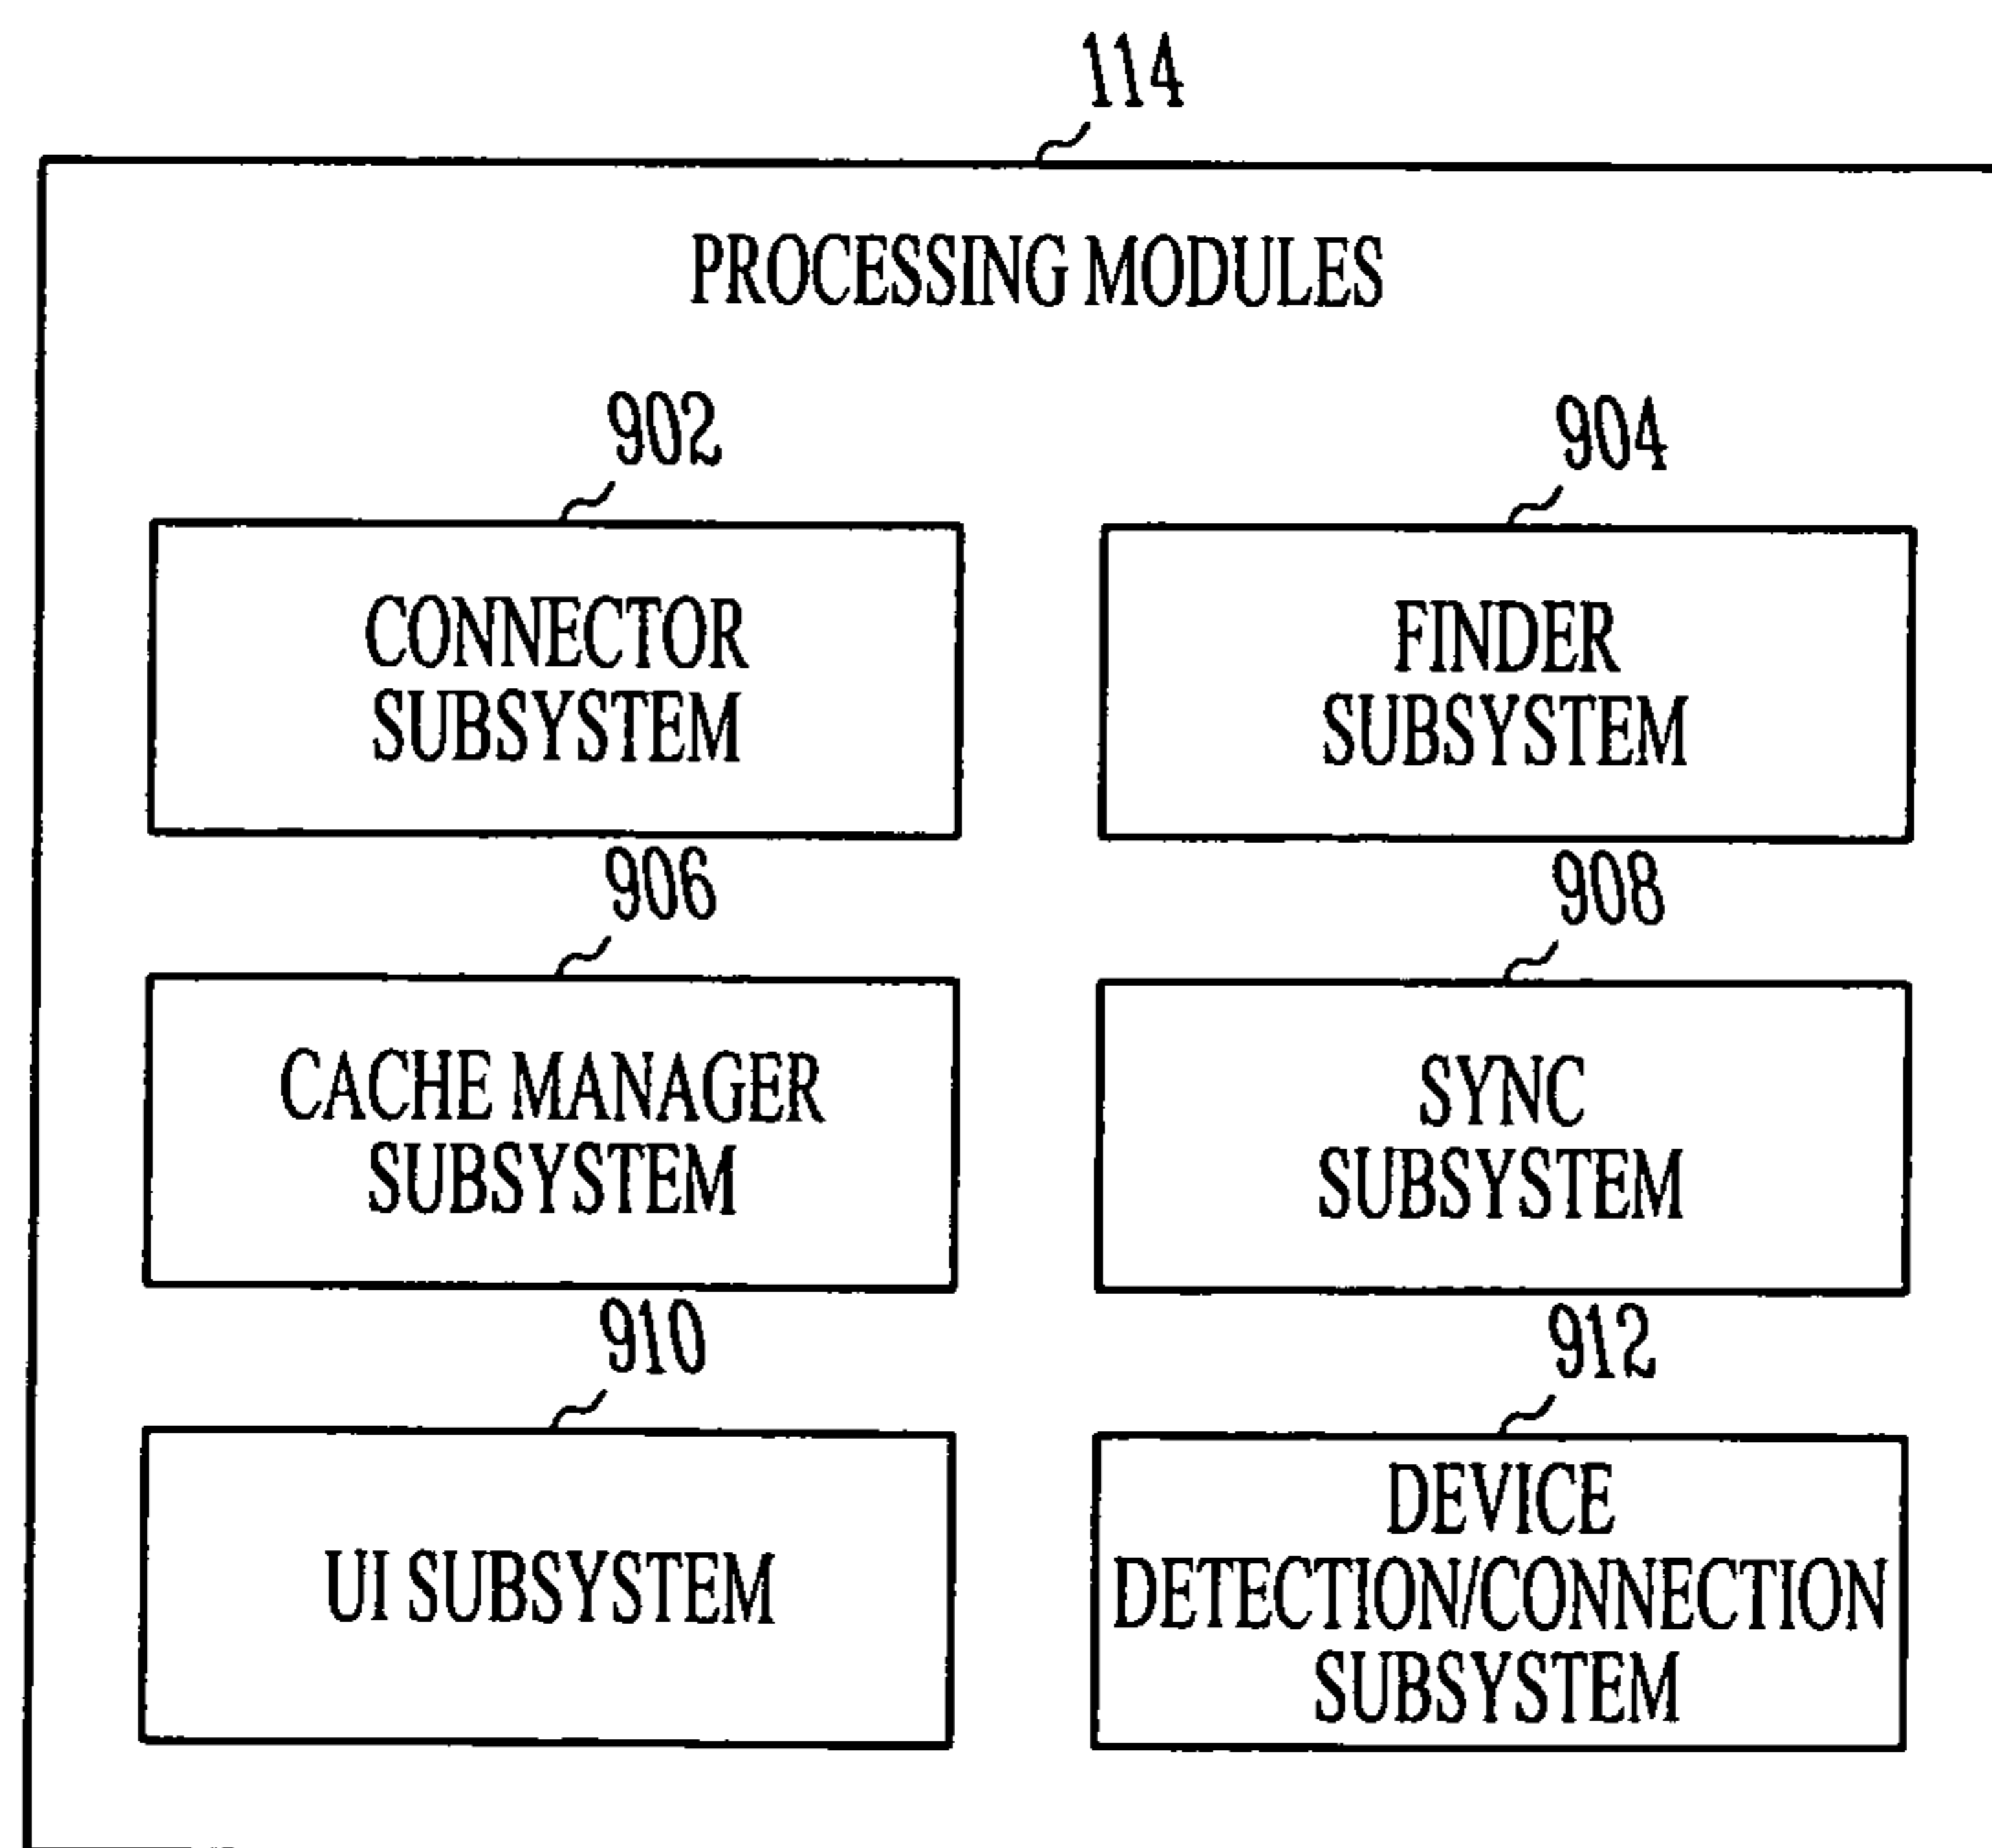 114
PROCESSING MODULES
902
904
CONNECTOR
SUBSYSTEM
FINDER
SUBSYSTEM
906
908
CACHE MANAGER
SUBSYSTEM
SYNC
SUBSYSTEM
910
912
UI SUBSYSTEM
DEVICE
DETECTION/CONNECTION
SUBSYSTEM